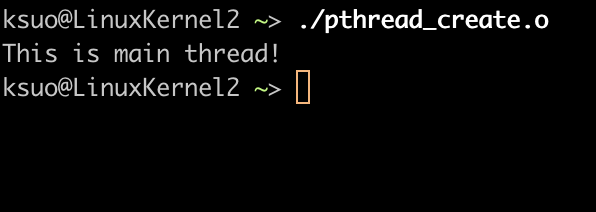 ksuo@LinuxKernel2 ~> ./pthread_create.o
This is main thread!
ksuo@LinuxKernel2 ~>